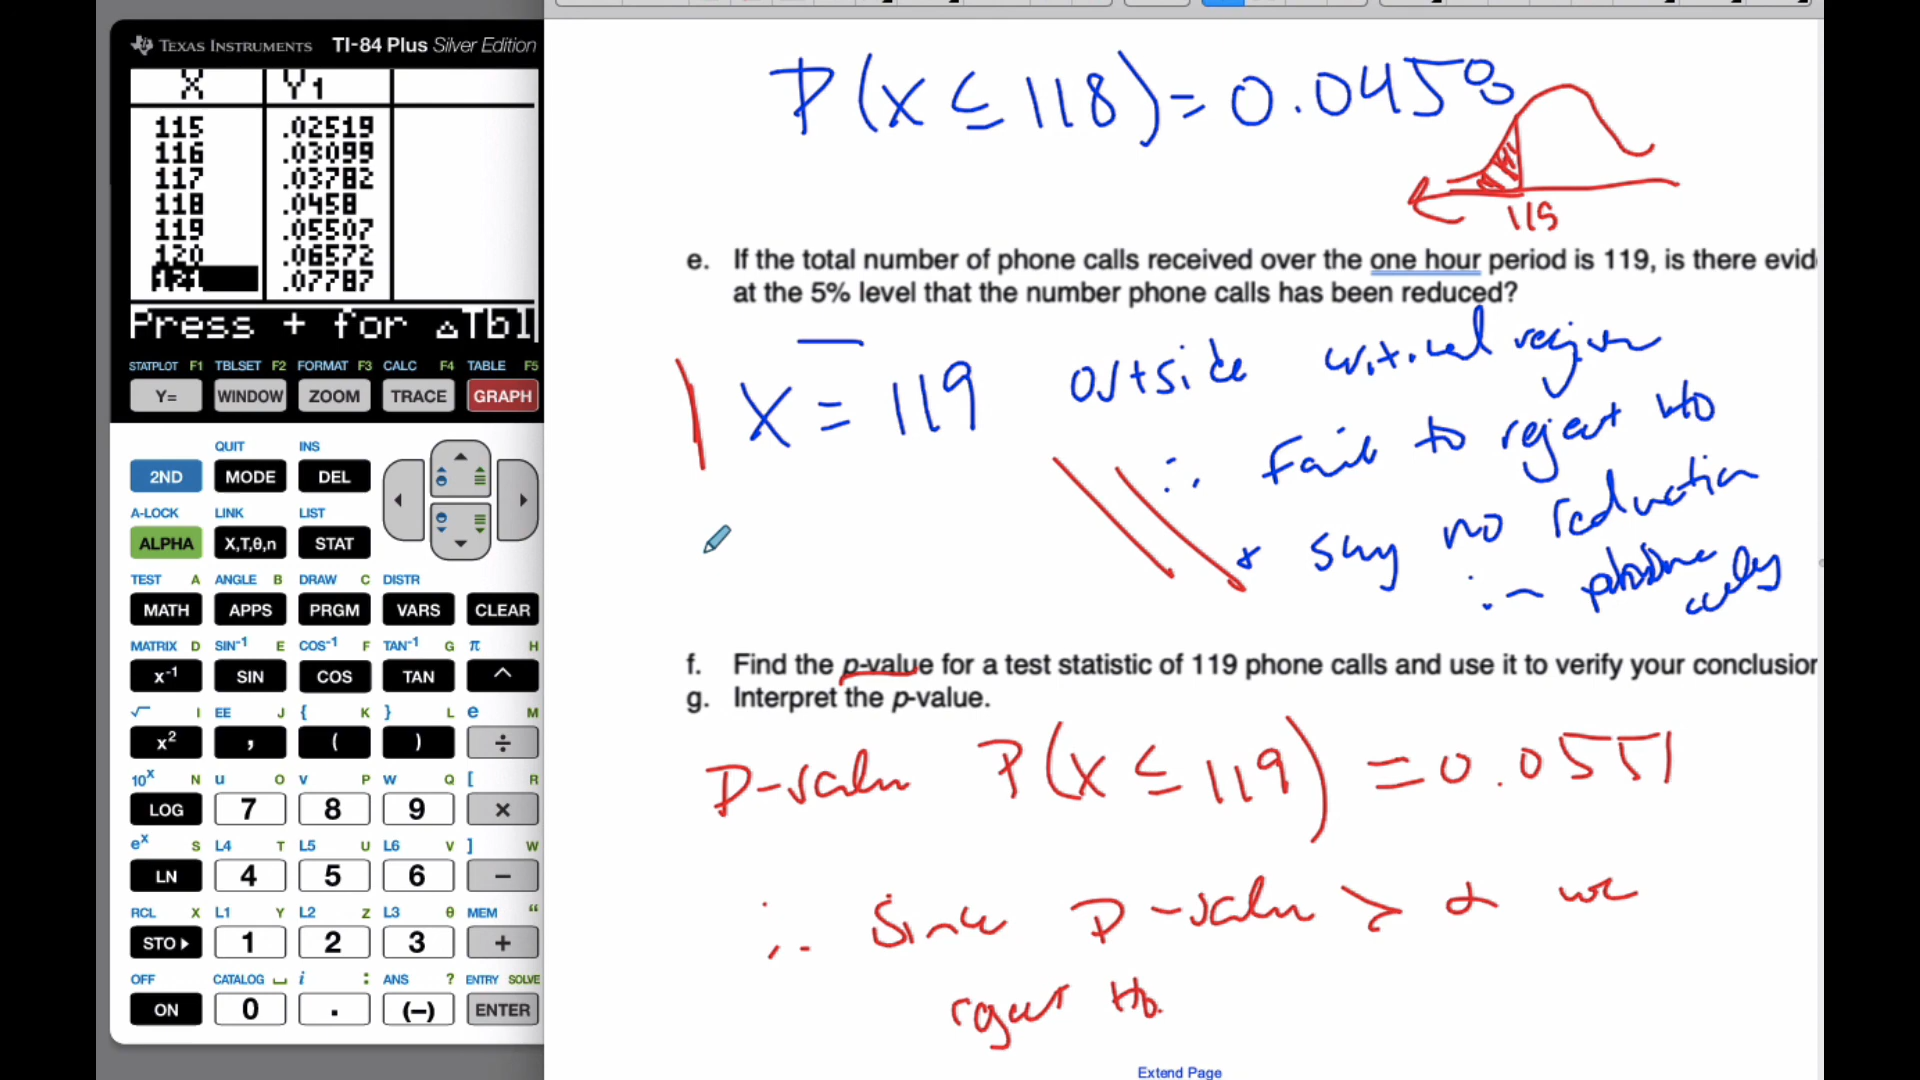 TEXAS INSTRUMENTS TI-84 Plus Silver Edition
X Y1
115 .02519
116 .03099
117 .03782
118 .0458
119 .05507
120 .06572
121 .07787
Press + for △Tbl
STATPLOT F1 TBLSET F2 FORMAT F3 CALC F4 TABLE F5
Y= WINDOW ZOOM TRACE GRAPH
QUIT INS
2ND MODE DEL
A-LOCK LINK LIST
ALPHA X,T,θ,n STAT
TEST A ANGLE B DRAW C DISTR
MATH APPS PRGM VARS CLEAR
MATRIX D SIN⁻¹ E COS⁻¹ F TAN⁻¹ G π H
x⁻¹ SIN COS TAN ^
√ I EE J { K } L e M
x² , ( ) ÷
10ˣ N u O v P w Q [ R
LOG 7 8 9 ×
eˣ S L4 T L5 U L6 V ] W
LN 4 5 6 −
RCL X L1 Y L2 Z L3 θ MEM "
STO▸ 1 2 3 +
OFF CATALOG ⎵ i : ANS ? ENTRY SOLVE
ON 0 . (−) ENTER
P(X ≤ 118) = 0.0458
115
e. If the total number of phone calls received over the one hour period is 119, is there evid
at the 5% level that the number phone calls has been reduced?
X = 119 outside critical region
∴ Fail to reject Ho
+ say no reduction
in phone calls
f. Find the p-value for a test statistic of 119 phone calls and use it to verify your conclusior
g. Interpret the p-value.
P-value P(X ≤ 119) = 0.0551
∴ Since P-value > α we
reject Ho.
Extend Page